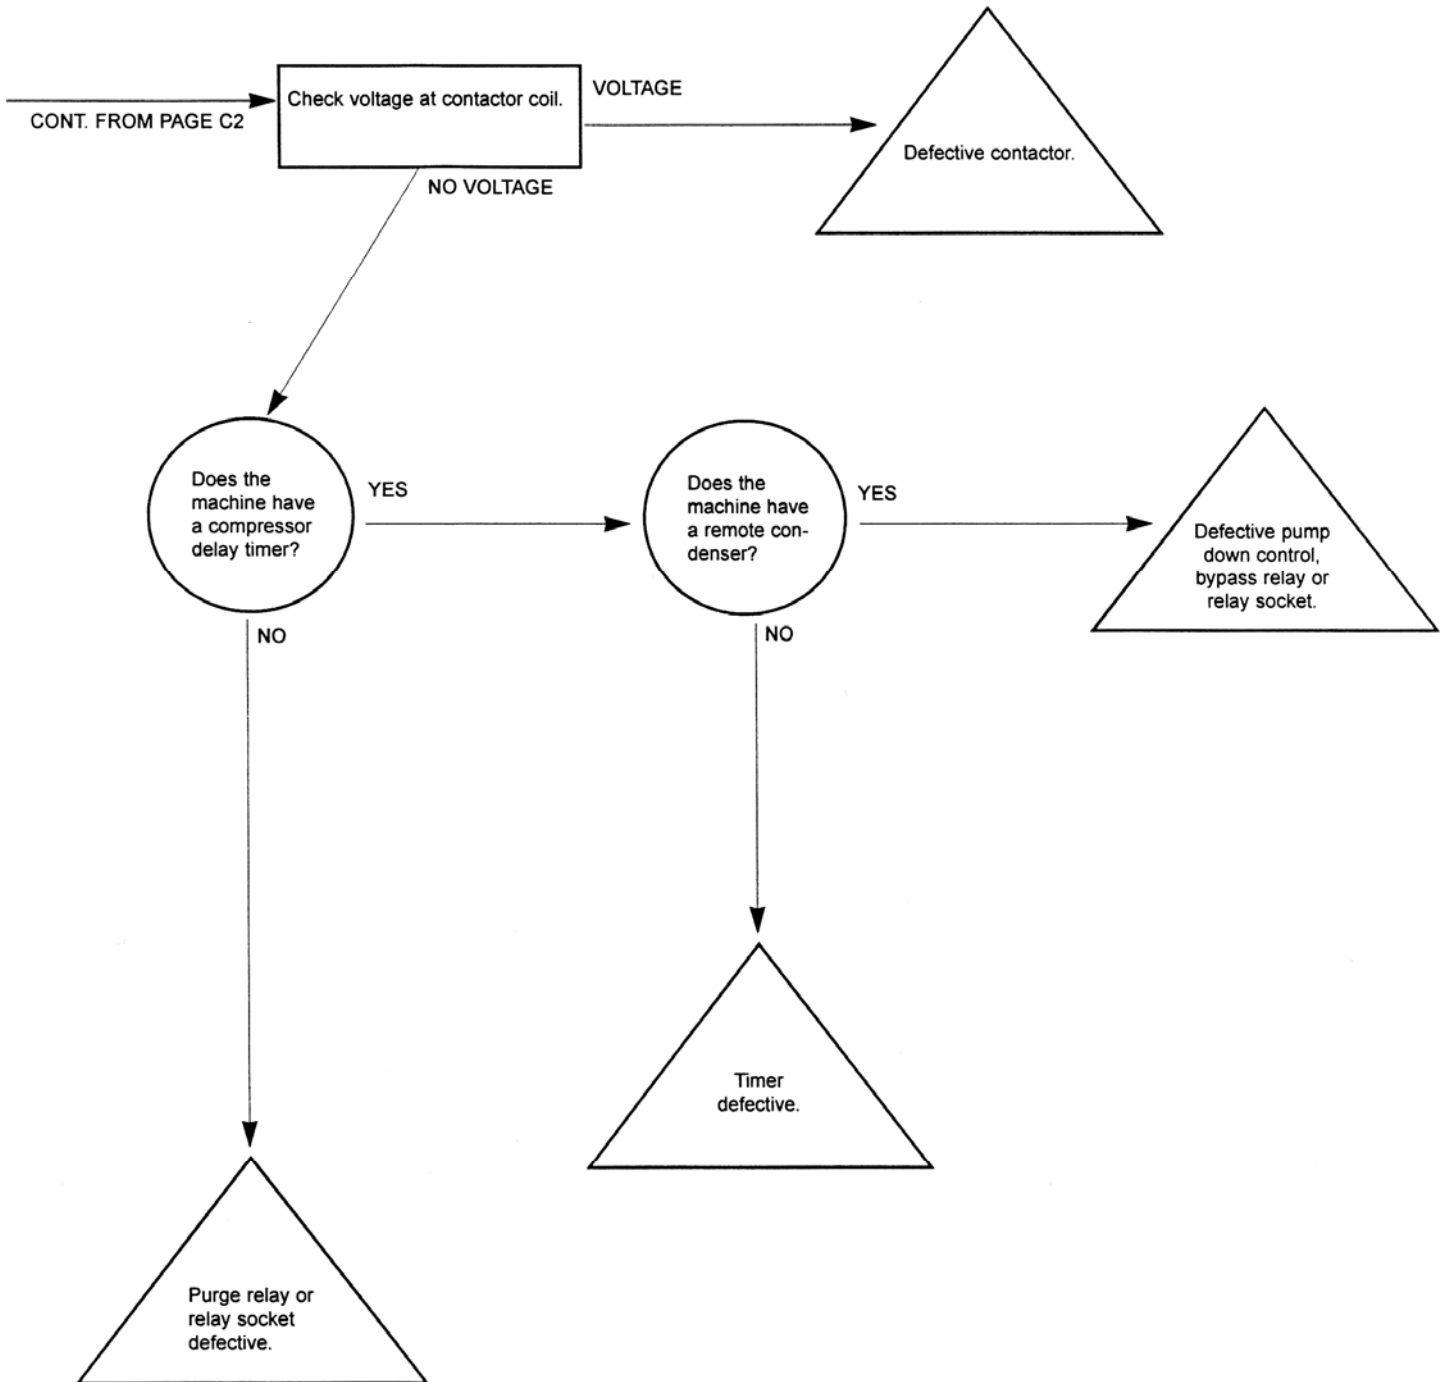 Check voltage at contactor coil.
VOLTAGE
CONT. FROM PAGE C2
Defective contactor.
NO VOLTAGE
Does the
machine have
a compressor
delay timer?
YES
Does the
machine have
a remote con-
denser?
YES
Defective pump
down control,
bypass relay or
relay socket.
NO
NO
Timer
defective.
Purge relay or
relay socket
defective.